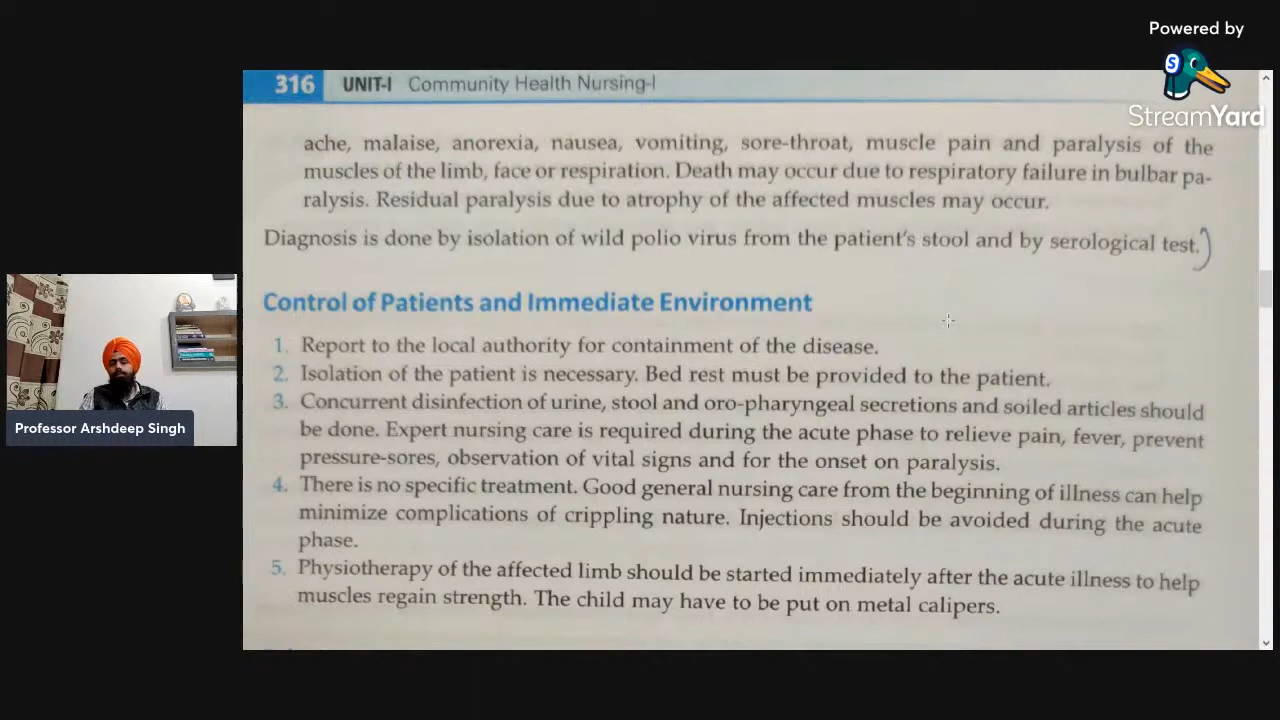 Powered by
StreamYard
316 UNIT-I Community Health Nursing-I
ache, malaise, anorexia, nausea, vomiting, sore-throat, muscle pain and paralysis of the
muscles of the limb, face or respiration. Death may occur due to respiratory failure in bulbar pa-
ralysis. Residual paralysis due to atrophy of the affected muscles may occur.
Diagnosis is done by isolation of wild polio virus from the patient's stool and by serological test.
Control of Patients and Immediate Environment
1. Report to the local authority for containment of the disease.
2. Isolation of the patient is necessary. Bed rest must be provided to the patient.
3. Concurrent disinfection of urine, stool and oro-pharyngeal secretions and soiled articles should
be done. Expert nursing care is required during the acute phase to relieve pain, fever, prevent
pressure-sores, observation of vital signs and for the onset on paralysis.
4. There is no specific treatment. Good general nursing care from the beginning of illness can help
minimize complications of crippling nature. Injections should be avoided during the acute
phase.
5. Physiotherapy of the affected limb should be started immediately after the acute illness to help
muscles regain strength. The child may have to be put on metal calipers.
Professor Arshdeep Singh